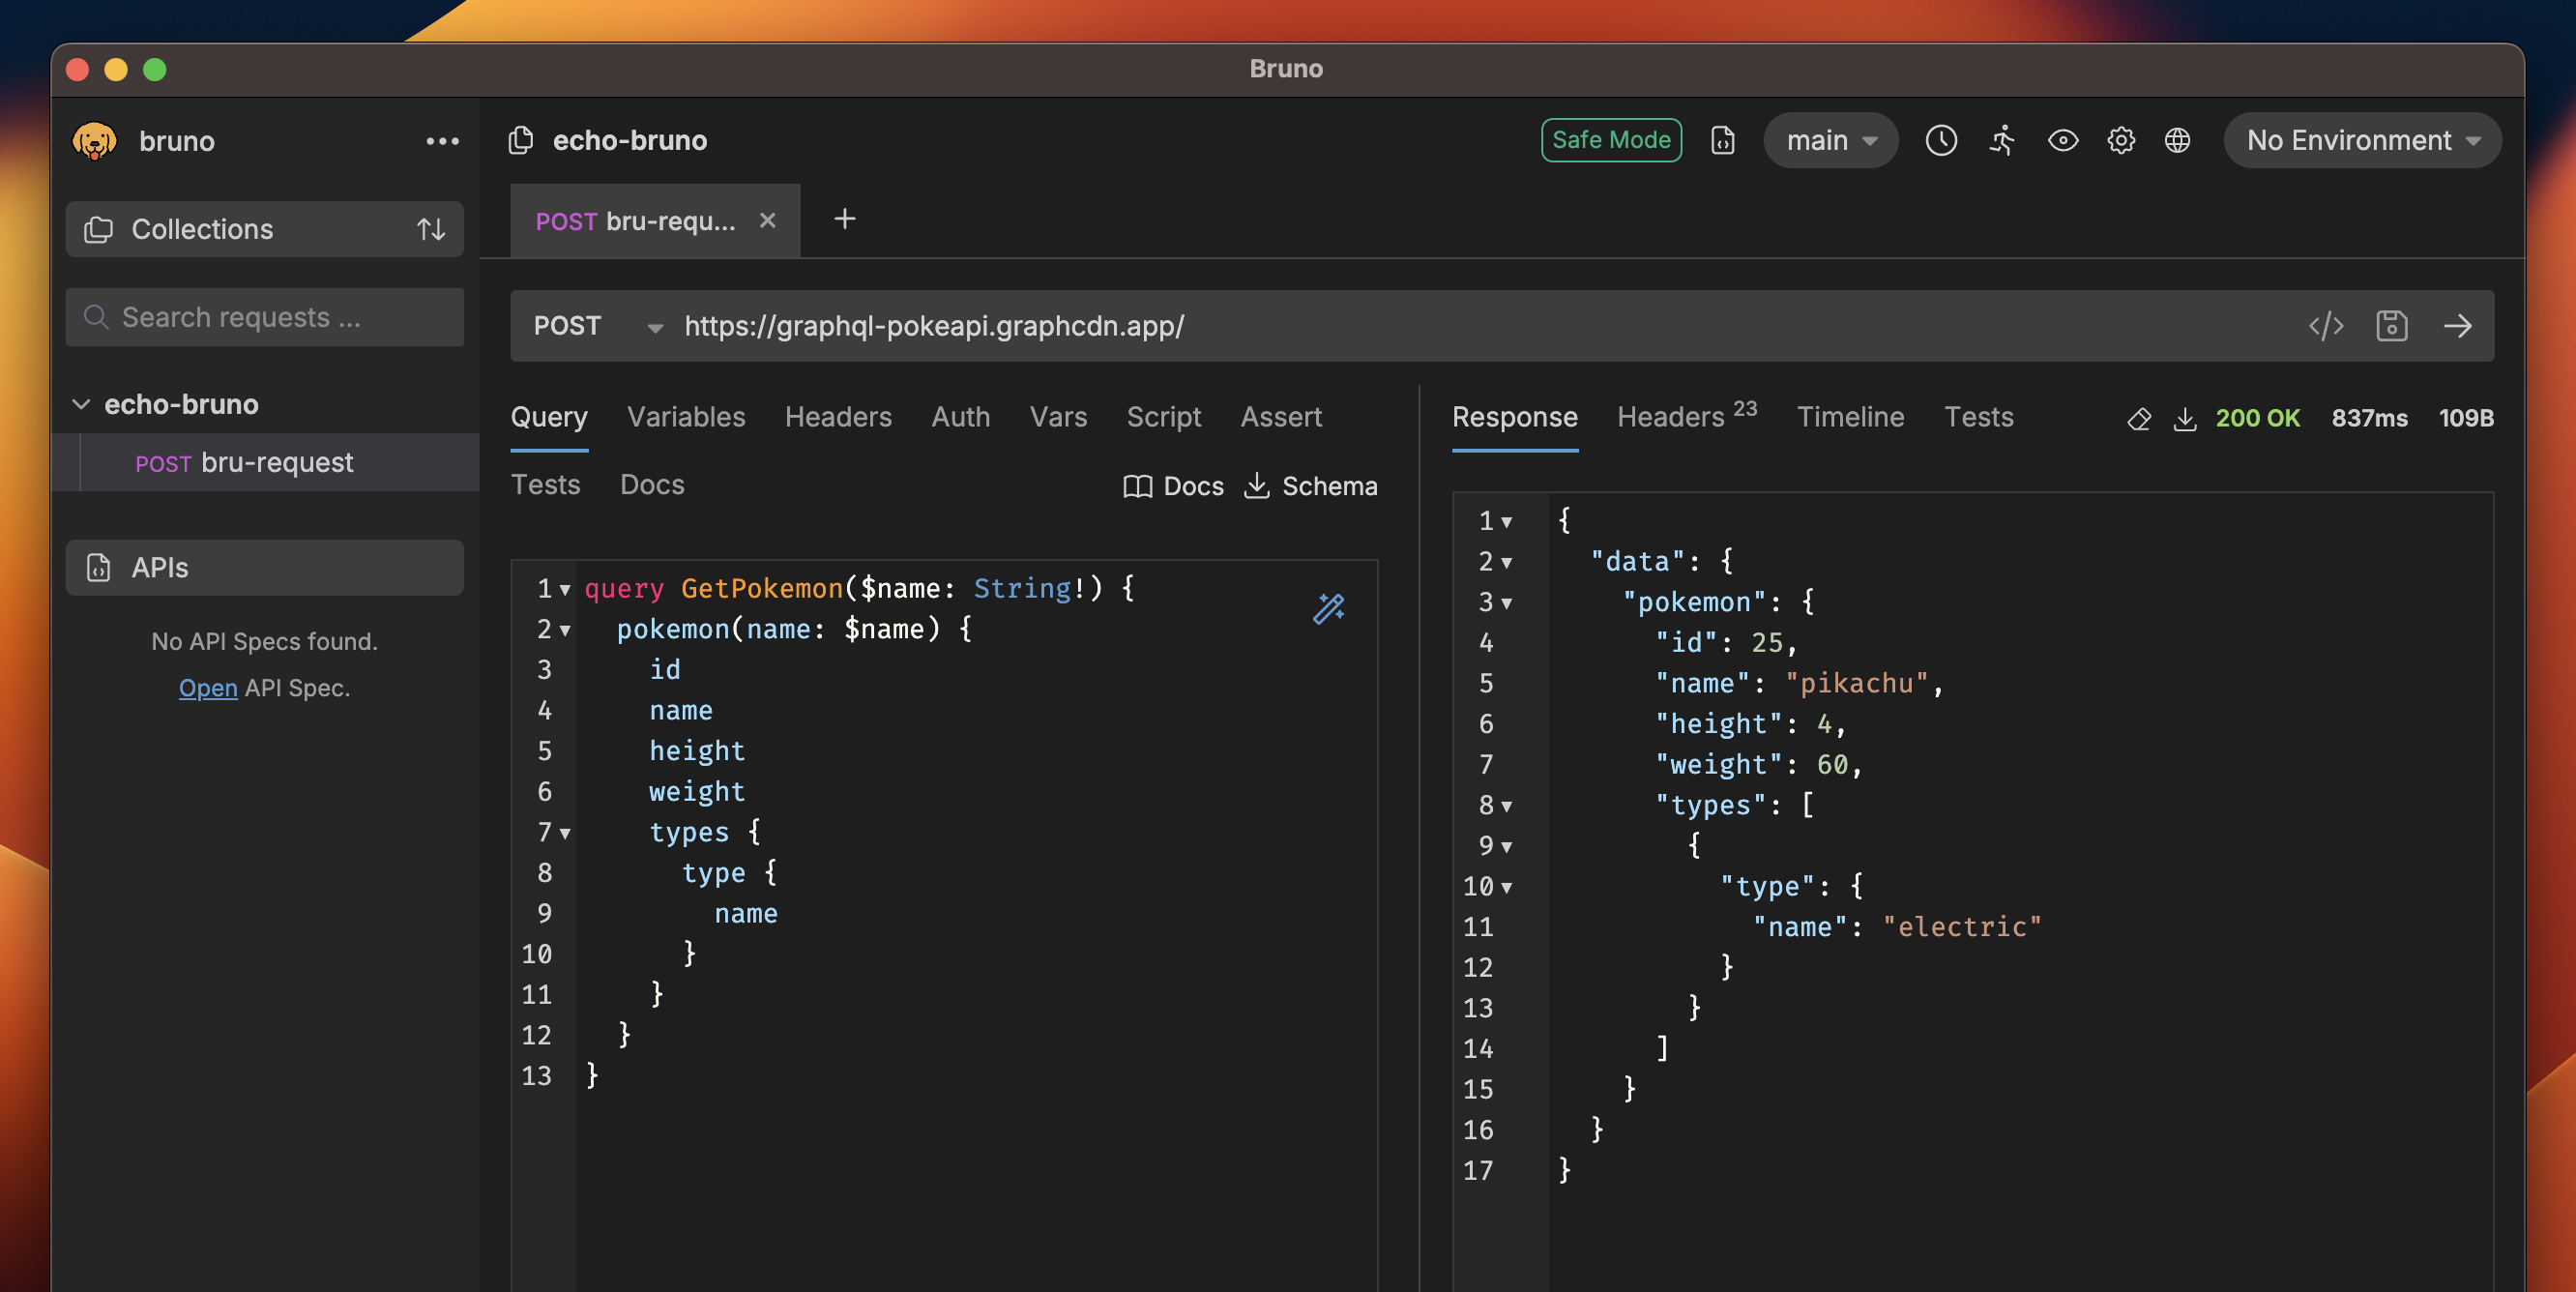 Bruno
bruno
Collections
Search requests ...
echo-bruno
POST bru-request
APIs
No API Specs found.
Open API Spec.
echo-bruno
Safe Mode
main
No Environment
POST bru-requ...
POST https://graphql-pokeapi.graphcdn.app/
Query Variables Headers Auth Vars Script Assert
Tests Docs
Docs Schema
1 query GetPokemon($name: String!) {
2 pokemon(name: $name) {
3 id
4 name
5 height
6 weight
7 types {
8 type {
9 name
10 }
11 }
12 }
13 }
Response Headers 23 Timeline Tests
200 OK 837ms 109B
1 {
2 "data": {
3 "pokemon": {
4 "id": 25,
5 "name": "pikachu",
6 "height": 4,
7 "weight": 60,
8 "types": [
9 {
10 "type": {
11 "name": "electric"
12 }
13 }
14 ]
15 }
16 }
17 }